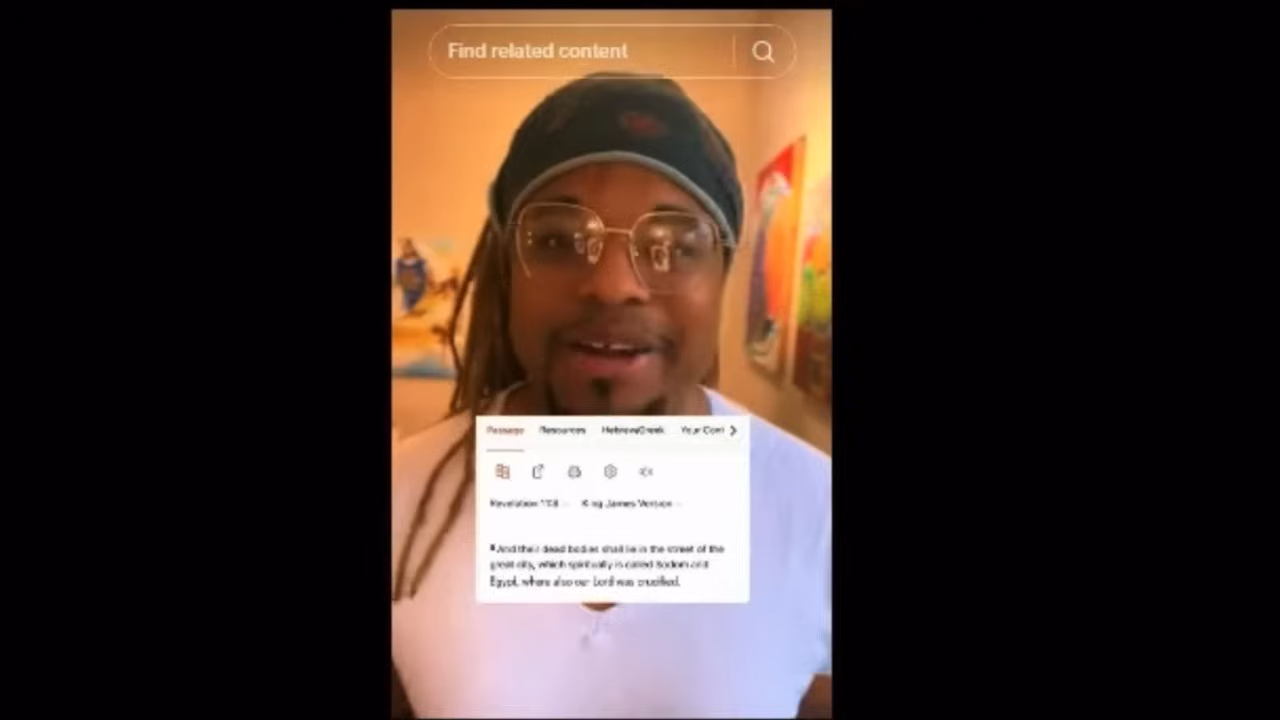 Find related content
Passage Resources Hebrew/Greek Your Cont
Revelation 11:8 King James Version
8 And their dead bodies shall lie in the street of the
great city, which spiritually is called Sodom and
Egypt, where also our Lord was crucified.